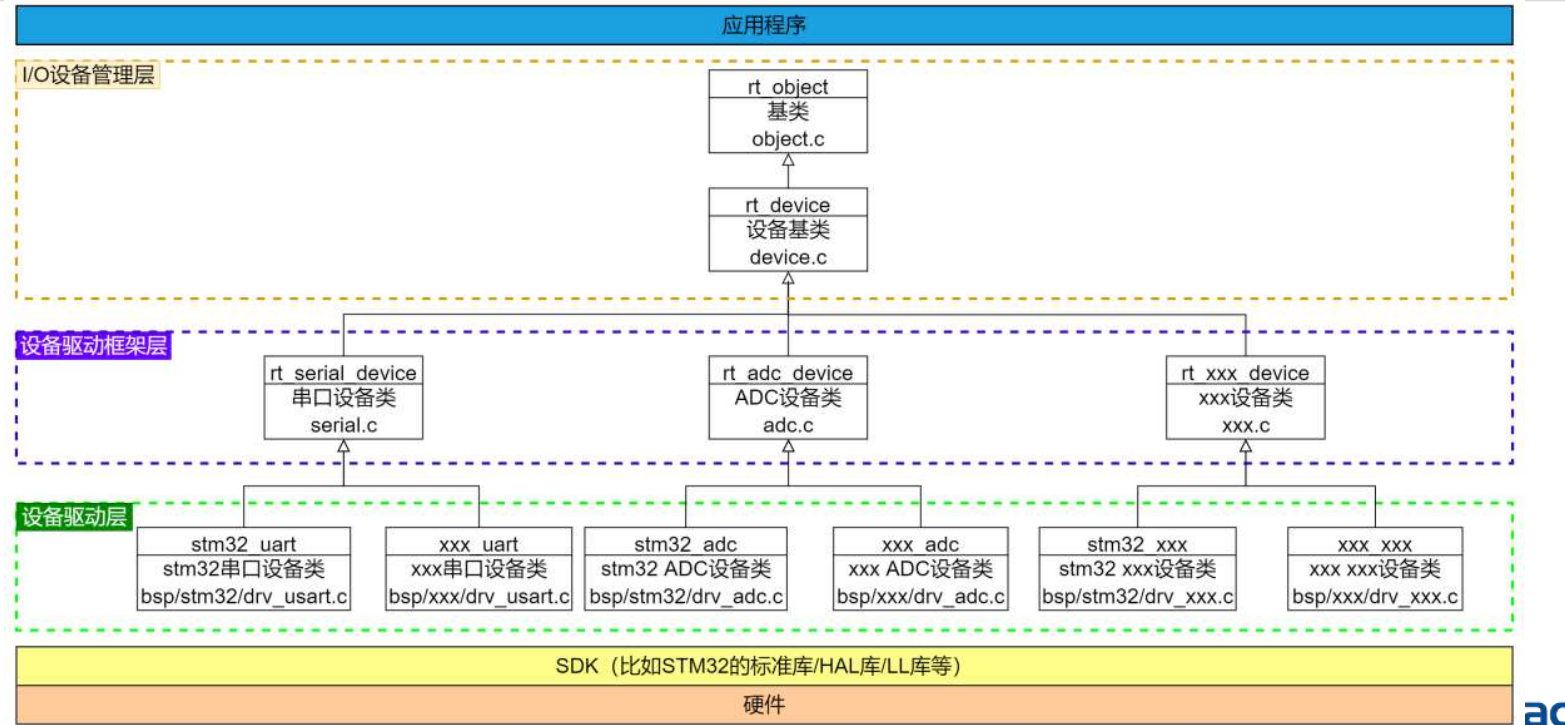 应用程序
I/O设备管理层
rt_object
基类
object.c
rt_device
设备基类
device.c
设备驱动框架层
rt_serial_device
串口设备类
serial.c
rt_adc_device
ADC设备类
adc.c
rt_xxx_device
xxx设备类
xxx.c
设备驱动层
stm32_uart
stm32串口设备类
bsp/stm32/drv_usart.c
xxx_uart
xxx串口设备类
bsp/xxx/drv_usart.c
stm32_adc
stm32 ADC设备类
bsp/stm32/drv_adc.c
xxx_adc
xxx ADC设备类
bsp/xxx/drv_adc.c
stm32_xxx
stm32 xxx设备类
bsp/stm32/drv_xxx.c
xxx_xxx
xxx xxx设备类
bsp/xxx/drv_xxx.c
SDK（比如STM32的标准库/HAL库/LL库等）
硬件